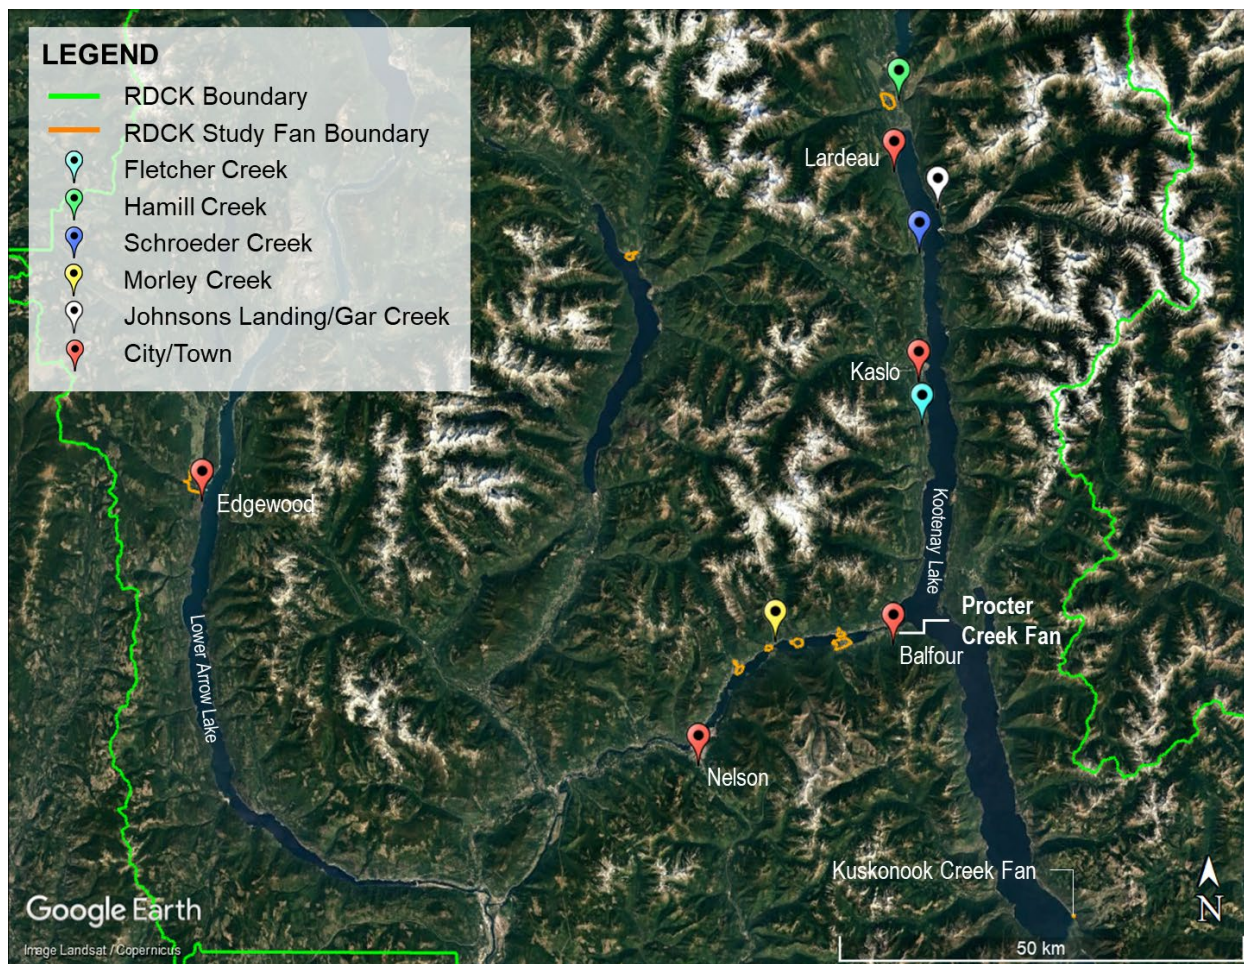 LEGEND
RDCK Boundary
RDCK Study Fan Boundary
Fletcher Creek
Hamill Creek
Schroeder Creek
Morley Creek
Johnsons Landing/Gar Creek
City/Town
Lardeau
Kaslo
Edgewood
Kootenay Lake
Procter
Creek Fan
Balfour
Lower Arrow Lake
Nelson
Kuskonook Creek Fan
Google Earth
N
Image Landsat / Copernicus
50 km